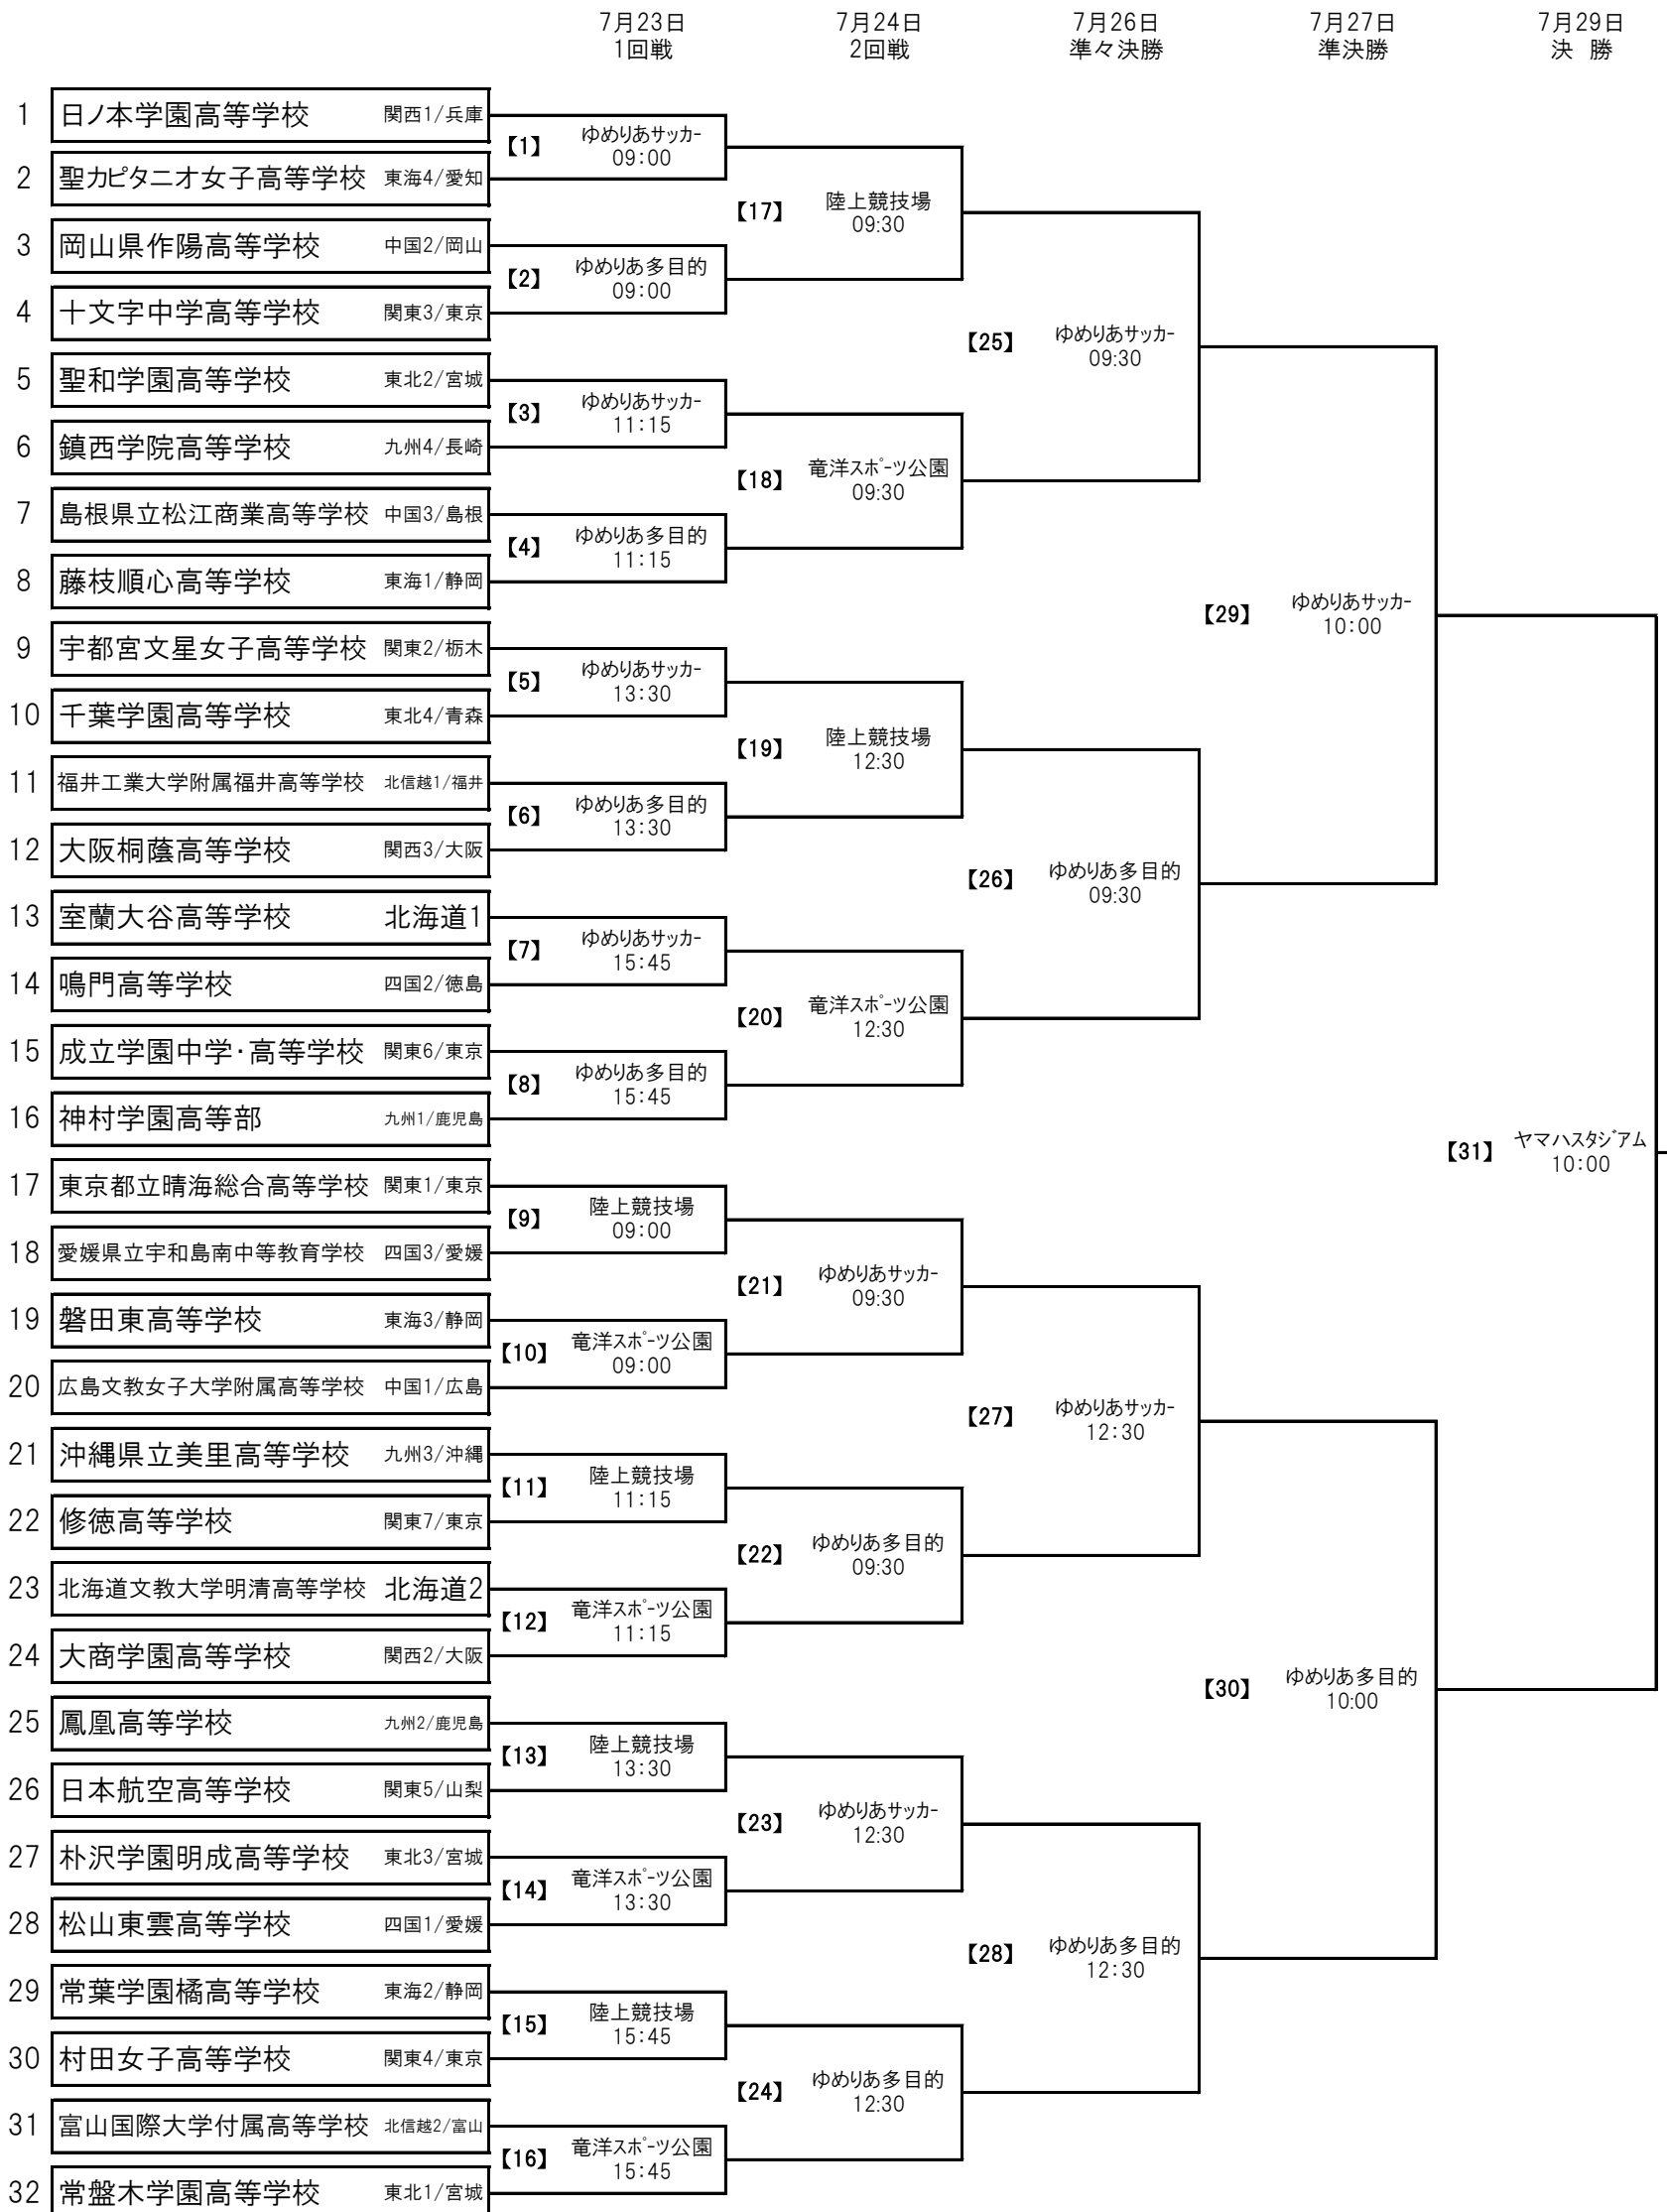 7月23日 7月24日 7月26日 7月27日 7月29日
1回戦 2回戦 準々決勝 準決勝 決 勝
1 日ノ本学園高等学校 関西1/兵庫
【1】 ゆめりあサッカー
09:00
2 聖カピタニオ女子高等学校 東海4/愛知
【17】 陸上競技場
09:30
3 岡山県作陽高等学校 中国2/岡山
【2】 ゆめりあ多目的
09:00
4 十文字中学高等学校 関東3/東京
【25】 ゆめりあサッカー
09:30
5 聖和学園高等学校 東北2/宮城
【3】 ゆめりあサッカー
11:15
6 鎮西学院高等学校 九州4/長崎
【18】 竜洋スポーツ公園
09:30
7 島根県立松江商業高等学校 中国3/島根
【4】 ゆめりあ多目的
11:15
8 藤枝順心高等学校 東海1/静岡
【29】 ゆめりあサッカー
10:00
9 宇都宮文星女子高等学校 関東2/栃木
【5】 ゆめりあサッカー
13:30
10 千葉学園高等学校 東北4/青森
【19】 陸上競技場
12:30
11 福井工業大学附属福井高等学校 北信越1/福井
【6】 ゆめりあ多目的
13:30
12 大阪桐蔭高等学校 関西3/大阪
【26】 ゆめりあ多目的
09:30
13 室蘭大谷高等学校 北海道1
【7】 ゆめりあサッカー
15:45
14 鳴門高等学校 四国2/徳島
【20】 竜洋スポーツ公園
12:30
15 成立学園中学・高等学校 関東6/東京
【8】 ゆめりあ多目的
15:45
16 神村学園高等部 九州1/鹿児島
【31】 ヤマハスタジアム
10:00
17 東京都立晴海総合高等学校 関東1/東京
【9】 陸上競技場
09:00
18 愛媛県立宇和島南中等教育学校 四国3/愛媛
【21】 ゆめりあサッカー
09:30
19 磐田東高等学校 東海3/静岡
【10】 竜洋スポーツ公園
09:00
20 広島文教女子大学附属高等学校 中国1/広島
【27】 ゆめりあサッカー
12:30
21 沖縄県立美里高等学校 九州3/沖縄
【11】 陸上競技場
11:15
22 修徳高等学校 関東7/東京
【22】 ゆめりあ多目的
09:30
23 北海道文教大学明清高等学校 北海道2
【12】 竜洋スポーツ公園
11:15
24 大商学園高等学校 関西2/大阪
【30】 ゆめりあ多目的
10:00
25 鳳凰高等学校 九州2/鹿児島
【13】 陸上競技場
13:30
26 日本航空高等学校 関東5/山梨
【23】 ゆめりあサッカー
12:30
27 朴沢学園明成高等学校 東北3/宮城
【14】 竜洋スポーツ公園
13:30
28 松山東雲高等学校 四国1/愛媛
【28】 ゆめりあ多目的
12:30
29 常葉学園橘高等学校 東海2/静岡
【15】 陸上競技場
15:45
30 村田女子高等学校 関東4/東京
【24】 ゆめりあ多目的
12:30
31 富山国際大学付属高等学校 北信越2/富山
【16】 竜洋スポーツ公園
15:45
32 常盤木学園高等学校 東北1/宮城